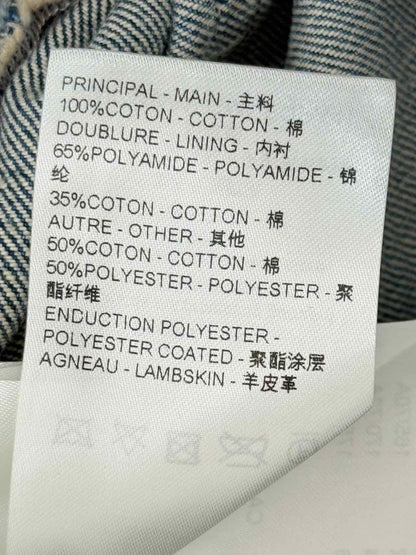 PRINCIPAL - MAIN - 主料
100%COTON - COTTON - 棉
DOUBLURE - LINING - 内衬
65%POLYAMIDE - POLYAMIDE - 锦
纶
35%COTON - COTTON - 棉
AUTRE - OTHER - 其他
50%COTON - COTTON - 棉
50%POLYESTER - POLYESTER - 聚
酯纤维
ENDUCTION POLYESTER -
POLYESTER COATED - 聚酯涂层
AGNEAU - LAMBSKIN - 羊皮革